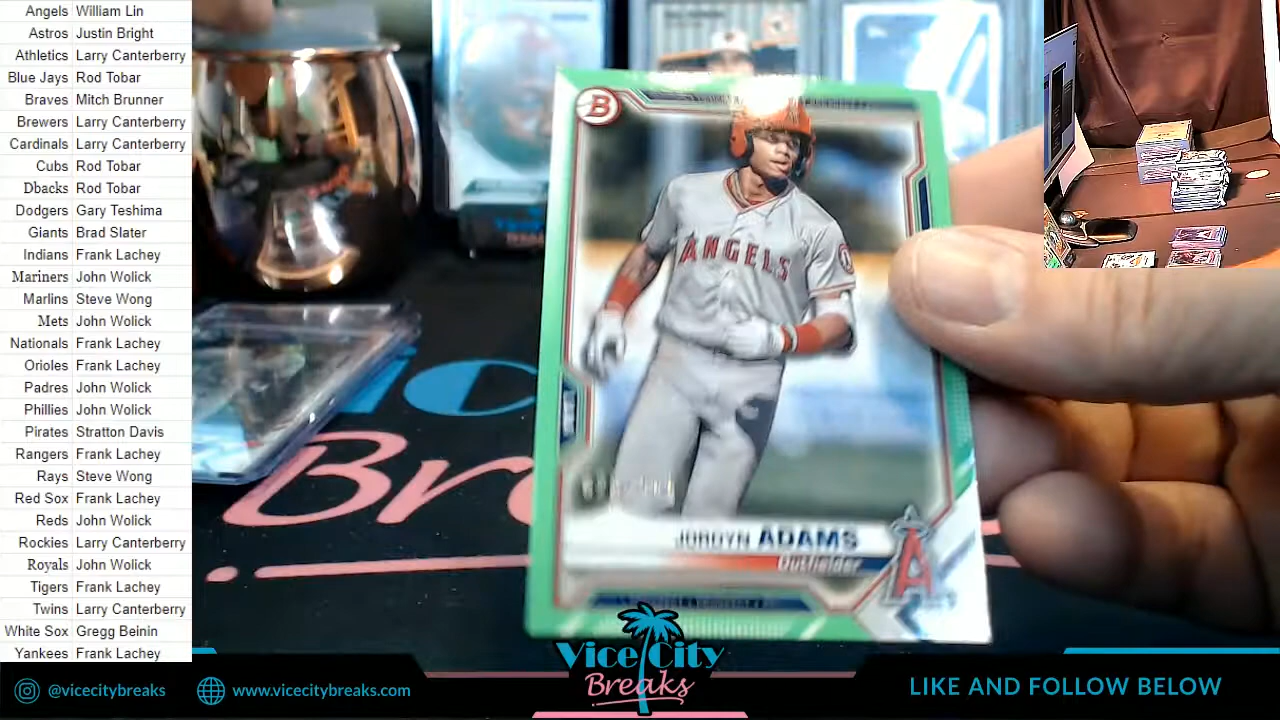 Angels William Lin
Astros Justin Bright
Athletics Larry Canterberry
Blue Jays Rod Tobar
Braves Mitch Brunner
Brewers Larry Canterberry
Cardinals Larry Canterberry
Cubs Rod Tobar
Dbacks Rod Tobar
Dodgers Gary Teshima
Giants Brad Slater
Indians Frank Lachey
Mariners John Wolick
Marlins Steve Wong
Mets John Wolick
Nationals Frank Lachey
Orioles Frank Lachey
Padres John Wolick
Phillies John Wolick
Pirates Stratton Davis
Rangers Frank Lachey
Rays Steve Wong
Red Sox Frank Lachey
Reds John Wolick
Rockies Larry Canterberry
Royals John Wolick
Tigers Frank Lachey
Twins Larry Canterberry
White Sox Gregg Beinin
Yankees Frank Lachey
B
ANGELS
JORDYN ADAMS
Outfielder
A
Vice City
Breaks
@vicecitybreaks
www.vicecitybreaks.com
LIKE AND FOLLOW BELOW